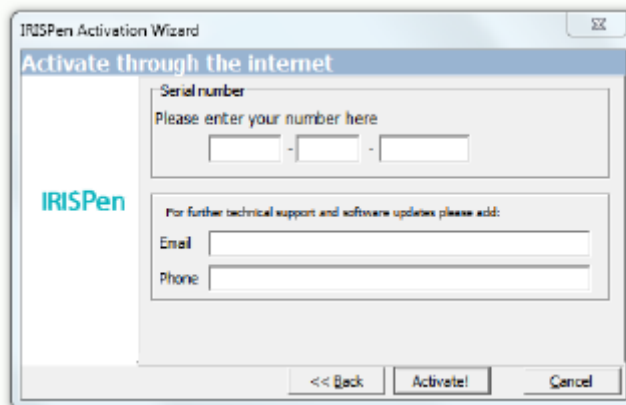 IRISPen Activation Wizard
Activate through the internet
Serial number
Please enter your number here
- -
IRISPen
For further technical support and software updates please add:
Email
Phone
<< Back Activate! Cancel